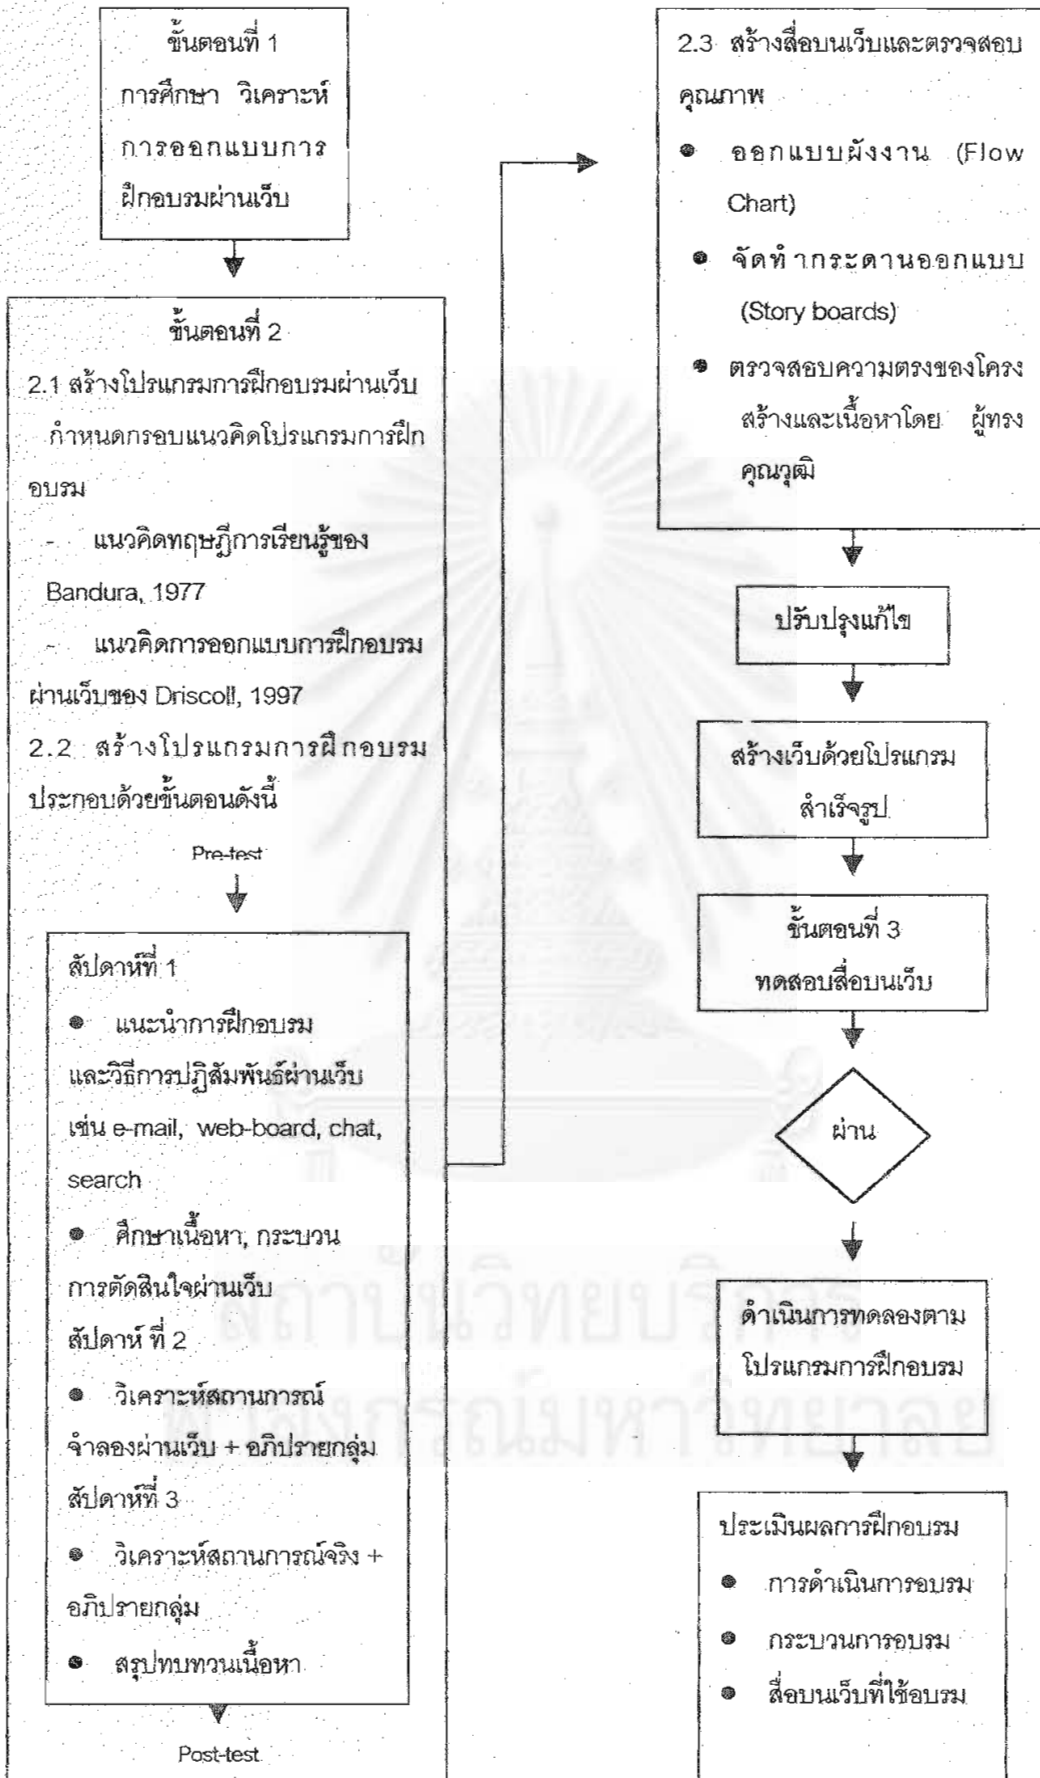 ขั้นตอนที่ 1
การศึกษา วิเคราะห์
การออกแบบการ
ฝึกอบรมผ่านเว็บ
ขั้นตอนที่ 2
2.1 สร้างโปรแกรมการฝึกอบรมผ่านเว็บ
กำหนดกรอบแนวคิดโปรแกรมการฝึก
อบรม
- แนวคิดทฤษฎีการเรียนรู้ของ
Bandura, 1977
- แนวคิดการออกแบบการฝึกอบรม
ผ่านเว็บของ Driscoll, 1997
2.2 สร้างโปรแกรมการฝึกอบรม
ประกอบด้วยขั้นตอนดังนี้
Pre-test
สัปดาห์ที่ 1
● แนะนำการฝึกอบรม
และวิธีการปฏิสัมพันธ์ผ่านเว็บ
เช่น e-mail, web-board, chat,
search
● ศึกษาเนื้อหา, กระบวน
การตัดสินใจผ่านเว็บ
สัปดาห์ ที่ 2
● วิเคราะห์สถานการณ์
จำลองผ่านเว็บ + อภิปรายกลุ่ม
สัปดาห์ที่ 3
● วิเคราะห์สถานการณ์จริง +
อภิปรายกลุ่ม
● สรุปทบทวนเนื้อหา
Post-test
2.3 สร้างสื่อบนเว็บและตรวจสอบ
คุณภาพ
● ออกแบบผังงาน (Flow
Chart)
● จัดทำกระดานออกแบบ
(Story boards)
● ตรวจสอบความตรงของโครง
สร้างและเนื้อหาโดย ผู้ทรง
คุณวุฒิ
ปรับปรุงแก้ไข
สร้างเว็บด้วยโปรแกรม
สำเร็จรูป
ขั้นตอนที่ 3
ทดสอบสื่อบนเว็บ
ผ่าน
ดำเนินการทดลองตาม
โปรแกรมการฝึกอบรม
ประเมินผลการฝึกอบรม
● การดำเนินการอบรม
● กระบวนการอบรม
● สื่อบนเว็บที่ใช้อบรม
สถาบันวิทยบริการ
จุฬาลงกรณ์มหาวิทยาลัย